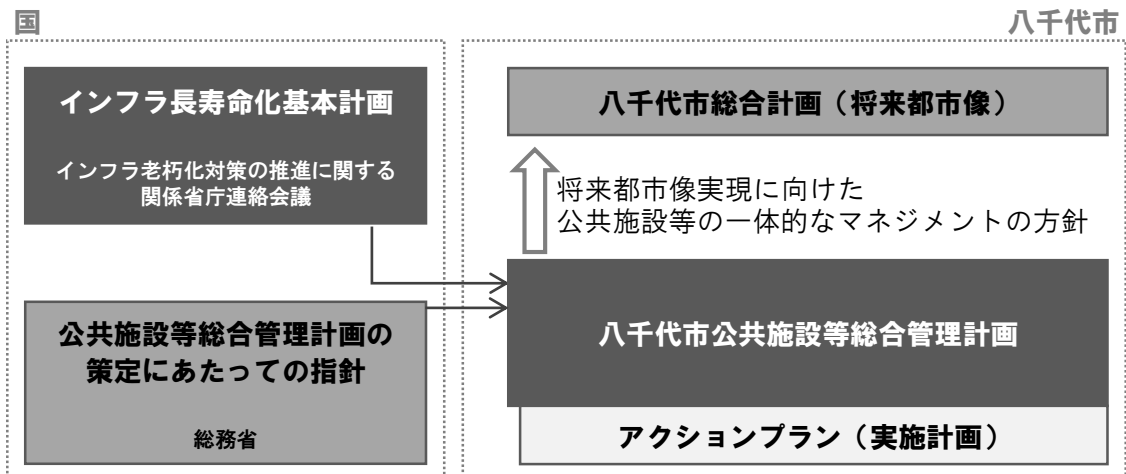 国
インフラ長寿命化基本計画
インフラ老朽化対策の推進に関する
関係省庁連絡会議
公共施設等総合管理計画の
策定にあたっての指針
総務省
八千代市
八千代市総合計画（将来都市像）
将来都市像実現に向けた
公共施設等の一体的なマネジメントの方針
八千代市公共施設等総合管理計画
アクションプラン（実施計画）